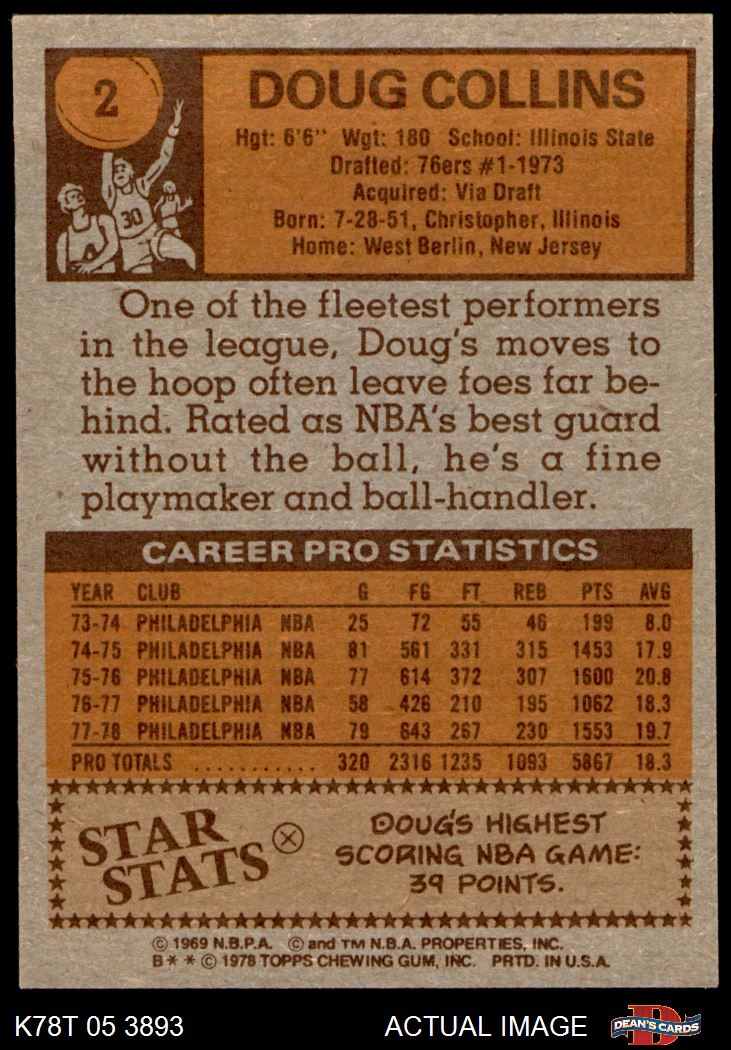 2
DOUG COLLINS
Hgt: 6'6" Wgt: 180 School: Illinois State
Drafted: 76ers #1-1973
Acquired: Via Draft
Born: 7-28-51, Christopher, Illinois
Home: West Berlin, New Jersey
30
One of the fleetest performers
in the league, Doug's moves to
the hoop often leave foes far be-
hind. Rated as NBA's best guard
without the ball, he's a fine
playmaker and ball-handler.
CAREER PRO STATISTICS
YEAR CLUB G FG FT REB PTS AVG
73-74 PHILADELPHIA NBA 25 72 55 46 199 8.0
74-75 PHILADELPHIA NBA 81 561 331 315 1453 17.9
75-76 PHILADELPHIA NBA 77 614 372 307 1600 20.8
76-77 PHILADELPHIA NBA 58 426 210 195 1062 18.3
77-78 PHILADELPHIA NBA 79 643 267 230 1553 19.7
PRO TOTALS ........... 320 2316 1235 1093 5867 18.3
STAR
STATS
DOUG'S HIGHEST
SCORING NBA GAME:
39 POINTS.
© 1969 N.B.P.A. © and TM N.B.A. PROPERTIES, INC.
B* * © 1978 TOPPS CHEWING GUM, INC. PRTD. IN U.S.A.
K78T 05 3893 ACTUAL IMAGE
D
DEAN'S CARDS